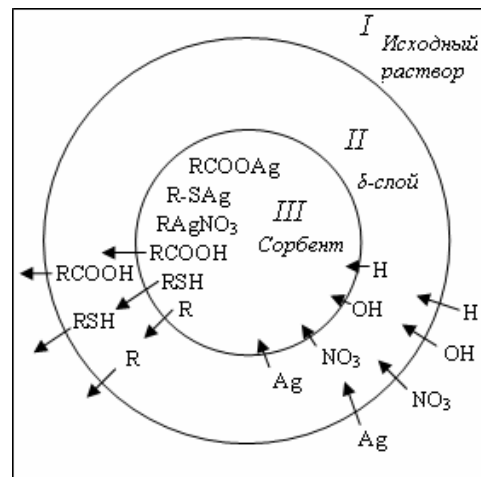 I
Исходный
раствор
II
δ-слой
RCOOAg
R-SAg
RAgNO₃
III
Сорбент
RCOOH
RCOOH
H
RSH
OH
H
RSH
R
OH
R
NO₃
NO₃
Ag
Ag